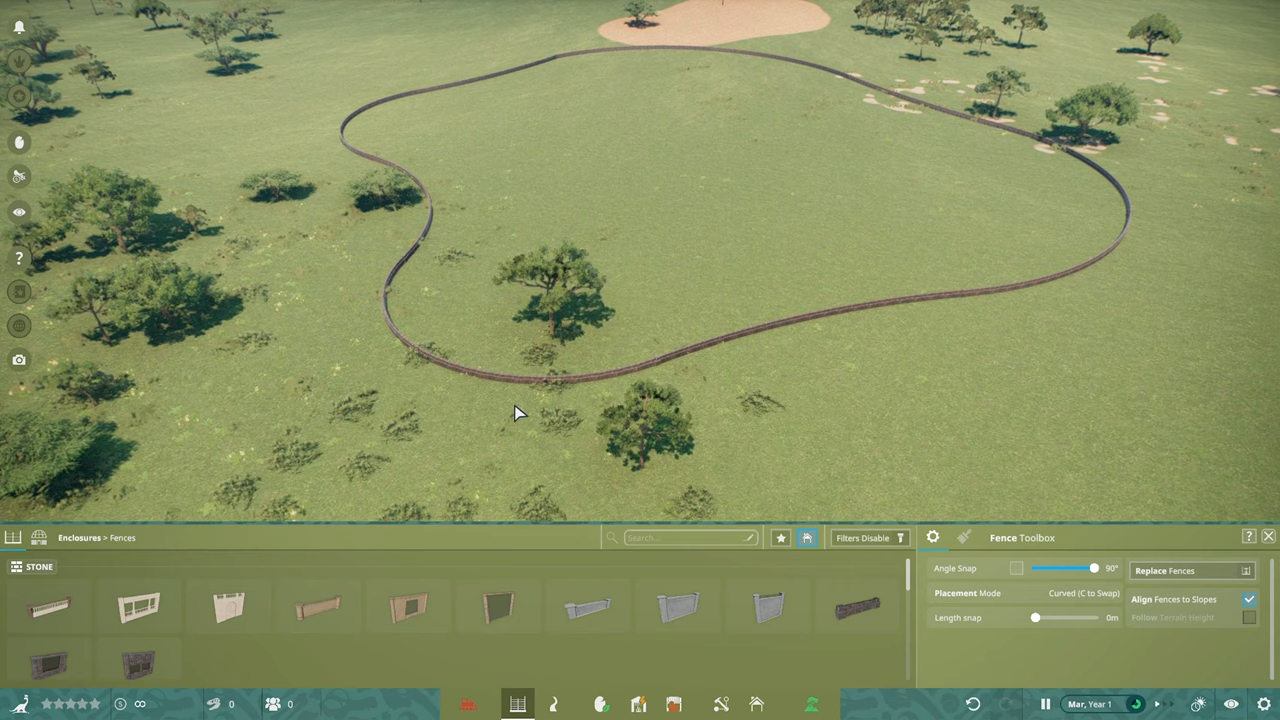 ?
Enclosures > Fences
Search...
Filters Disable
Fence Toolbox
?
STONE
Angle Snap
90°
Replace Fences
Placement Mode
Curved (C to Swap)
Align Fences to Slopes
Length snap
0m
Follow Terrain Height
∞
0
0
Mar, Year 1